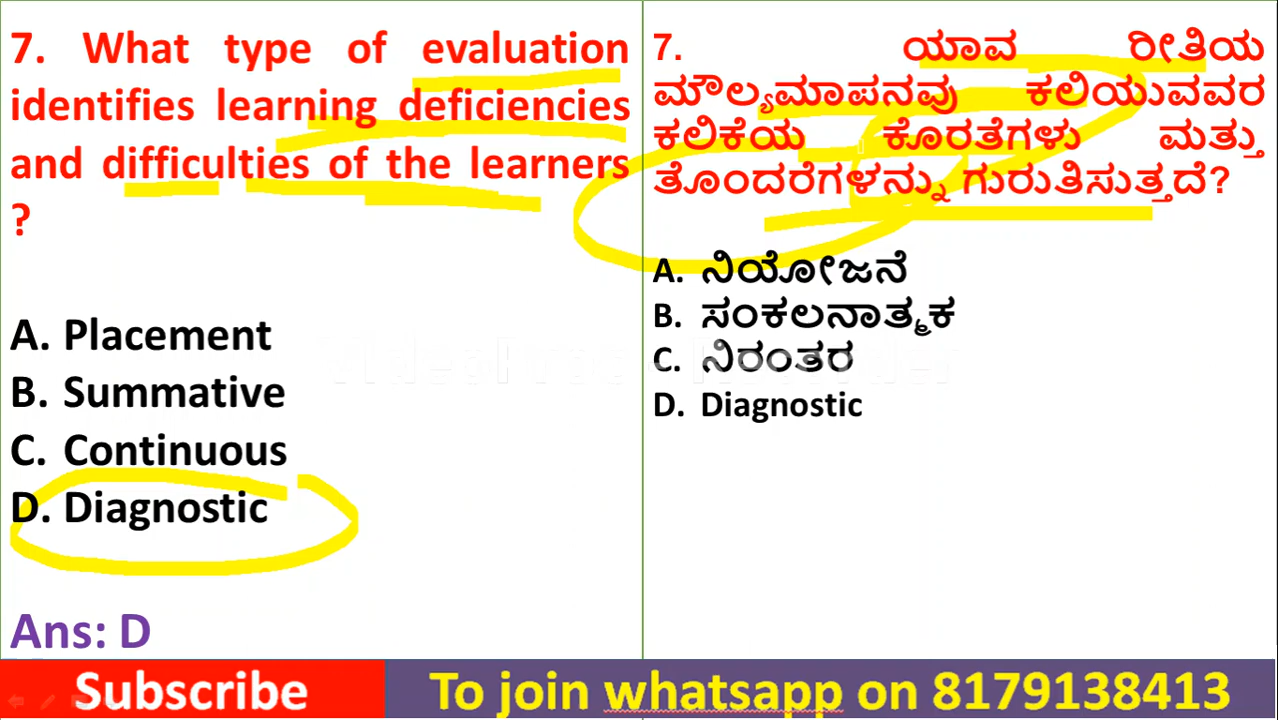 7. What type of evaluation
identifies learning deficiencies
and difficulties of the learners
?
A. Placement
B. Summative
C. Continuous
D. Diagnostic
Ans: D
7. ಯಾವ ರೀತಿಯ
ಮೌಲ್ಯಮಾಪನವು ಕಲಿಯುವವರ
ಕಲಿಕೆಯ ಕೊರತೆಗಳು ಮತ್ತು
ತೊಂದರೆಗಳನ್ನು ಗುರುತಿಸುತ್ತದೆ?
A. ನಿಯೋಜನೆ
B. ಸಂಕಲನಾತ್ಮಕ
C. ನಿರಂತರ
D. Diagnostic
Subscribe
To join whatsapp on 8179138413